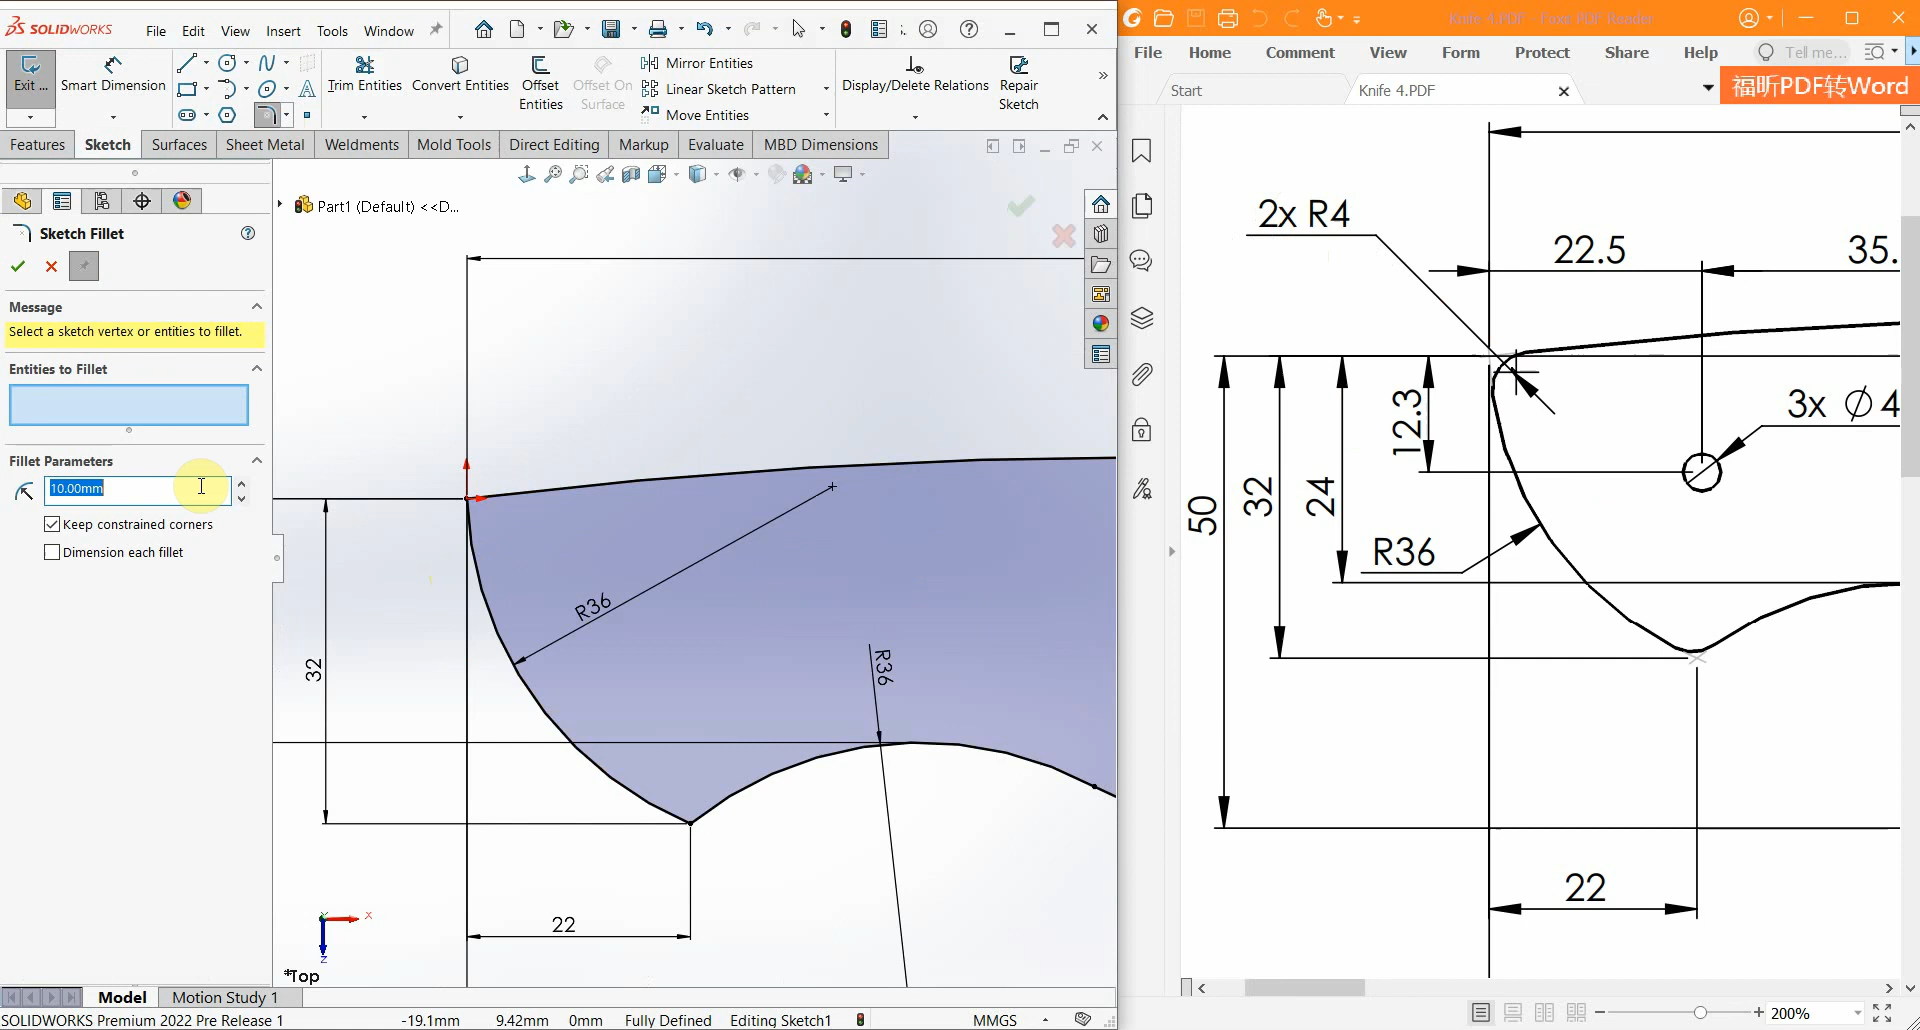 SOLIDWORKS
File Edit View Insert Tools Window
Exit ...
Smart Dimension
Trim Entities
Convert Entities
Offset Entities
Offset On Surface
Mirror Entities
Linear Sketch Pattern
Move Entities
Display/Delete Relations
Repair Sketch
Features Sketch Surfaces Sheet Metal Weldments Mold Tools Direct Editing Markup Evaluate MBD Dimensions
Sketch Fillet
Message
Select a sketch vertex or entities to fillet.
Entities to Fillet
Fillet Parameters
10.00mm
Keep constrained corners
Dimension each fillet
Part1 (Default) <<D...
R36
32
R36
22
X
Y
Z
*Top
Model Motion Study 1
SOLIDWORKS Premium 2022 Pre Release 1
-19.1mm 9.42mm 0mm Fully Defined Editing Sketch1
MMGS
Knife 4.PDF - Foxit PDF Reader
File Home Comment View Form Protect Share Help
Tell me...
Start
Knife 4.PDF
福昕PDF转Word
2x R4
22.5
35.
12.3
3x Ø 4
50
32
24
R36
22
200%